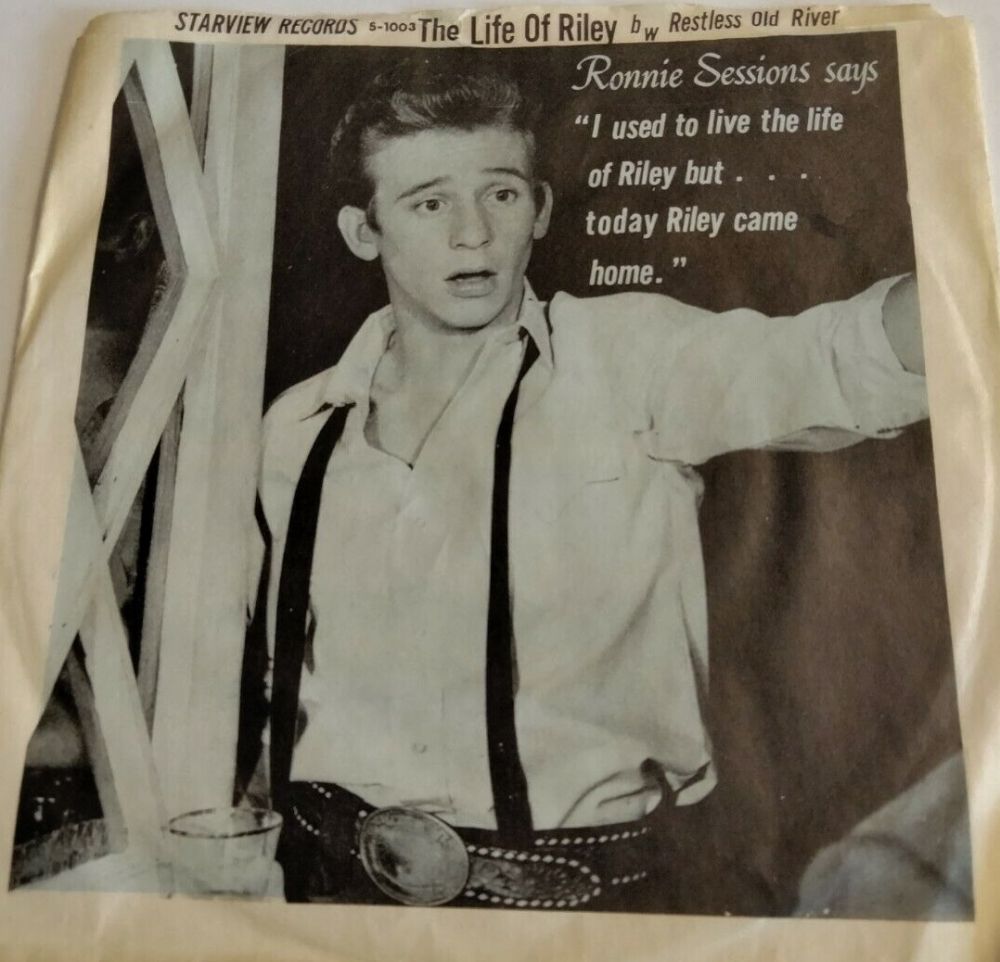 STARVIEW RECORDS S-1003 The Life Of Riley bw Restless Old River
Ronnie Sessions says
"I used to live the life
of Riley but . . .
today Riley came
home."